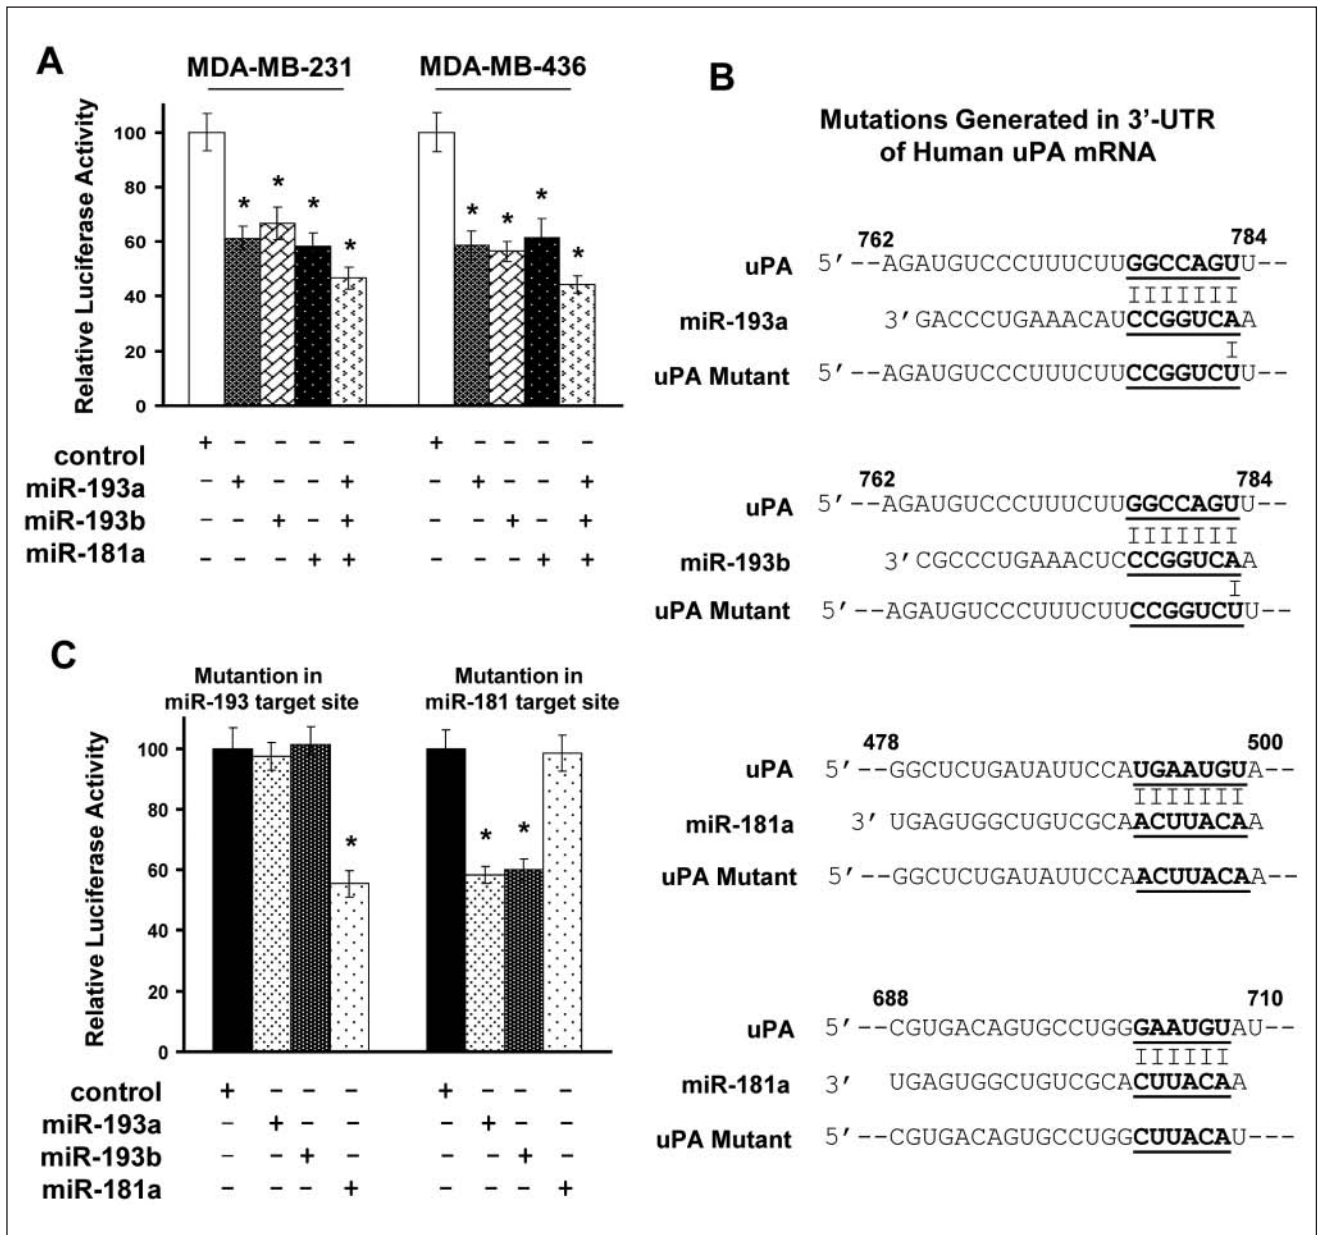 A
MDA-MB-231
MDA-MB-436
Relative Luciferase Activity
100
80
60
40
20
0
* * * *
* * * *
control + – – – – + – – – –
miR-193a – + – – + – + – – +
miR-193b – – + – + – – + – +
miR-181a – – – + + – – – + +
B
Mutations Generated in 3'-UTR
of Human uPA mRNA
762 784
uPA 5'--AGAUGUCCCUUUCUUGGCCAGUU--
IIIIIII
miR-193a 3'GACCCUGAAACAUCCGGUCAA
I
uPA Mutant 5'--AGAUGUCCCUUUCUUCCGGUCUU--
762 784
uPA 5'--AGAUGUCCCUUUCUUGGCCAGUU--
IIIIIII
miR-193b 3'CGCCCUGAAACUCCCGGUCAA
I
uPA Mutant 5'--AGAUGUCCCUUUCUUCCGGUCUU--
478 500
uPA 5'--GGCUCUGAUAUUCCAUGAAUGUA--
IIIIIII
miR-181a 3' UGAGUGGCUGUCGCAACUUACAA
uPA Mutant 5'--GGCUCUGAUAUUCCAACUUACAA--
688 710
uPA 5'--CGUGACAGUGCCUGGGAAUGUAU--
IIIIII
miR-181a 3' UGAGUGGCUGUCGCACUUACAA
uPA Mutant 5'--CGUGACAGUGCCUGGCUUACAU---
C
Mutantion in
miR-193 target site
Mutantion in
miR-181 target site
Relative Luciferase Activity
100
80
60
40
20
0
*
* *
control + – – – + – – –
miR-193a – + – – – + – –
miR-193b – – + – – – + –
miR-181a – – – + – – – +